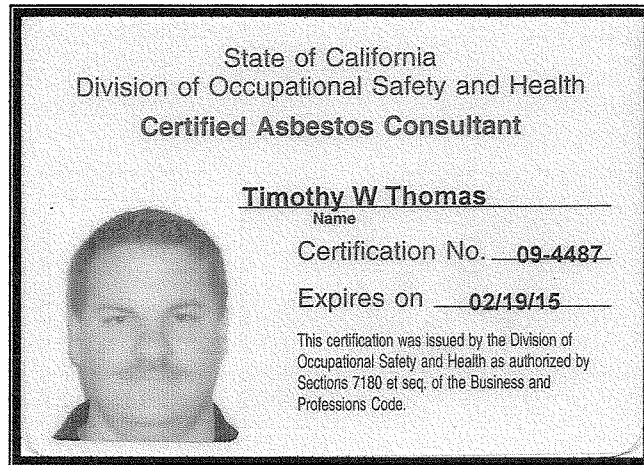 State of California
Division of Occupational Safety and Health
Certified Asbestos Consultant
Timothy W Thomas
Name
Certification No. 09-4487
Expires on 02/19/15
This certification was issued by the Division of
Occupational Safety and Health as authorized by
Sections 7180 et seq. of the Business and
Professions Code.